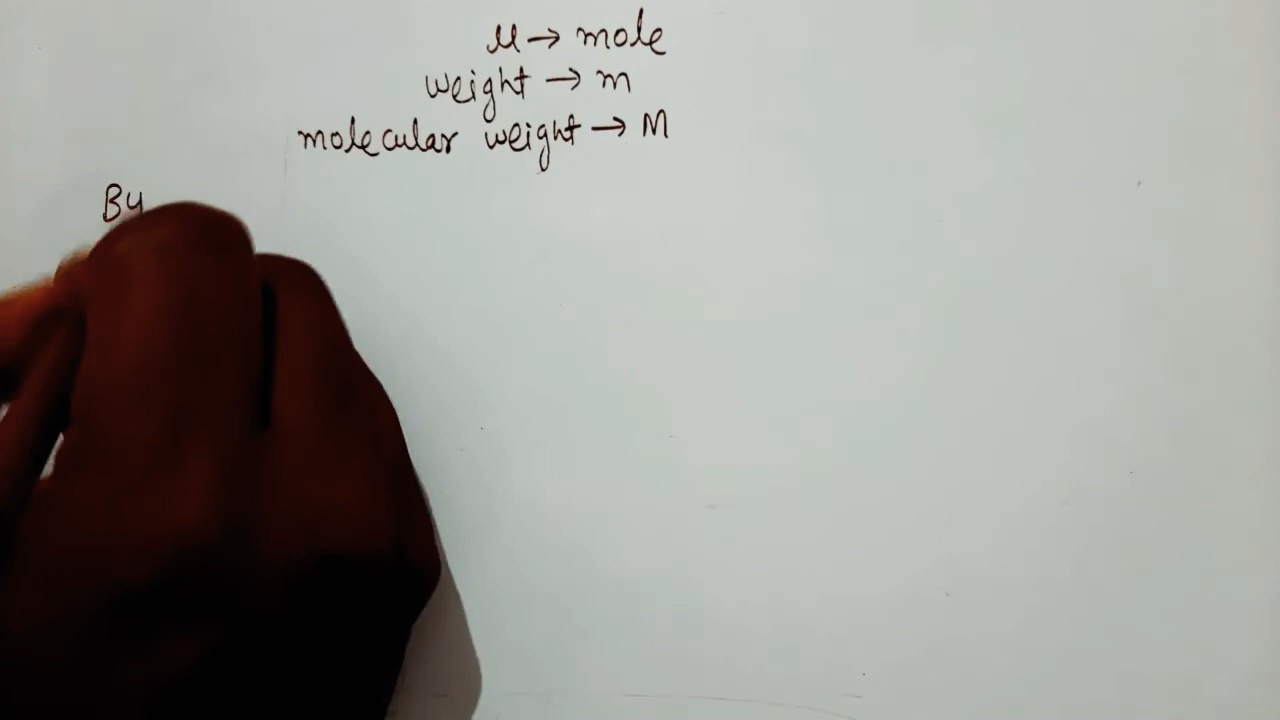 μ → mole
weight → m
molecular weight → M
By